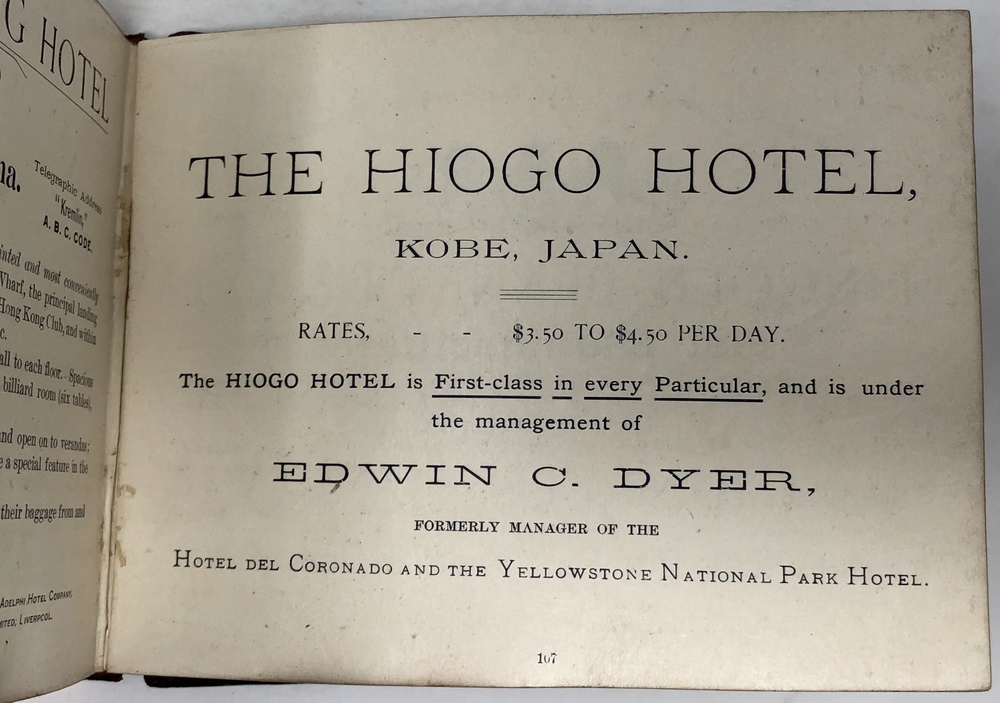 G HOTEL
na.
Telegraphic Address
"Kremlin,"
A. B. C. CODE.
and most conveniently
Wharf, the principal landing
Hong Kong Club, and within
c.
all to each floor. - Spacious
billiard room (six tables),
nd open on to verandas;
e a special feature in the
their baggage from and
ADELPHI HOTEL COMPANY,
LIVERPOOL.
THE HIOGO HOTEL,
KOBE, JAPAN.
RATES, - - $3.50 TO $4.50 PER DAY.
The HIOGO HOTEL is First-class in every Particular, and is under
the management of
EDWIN C. DYER,
FORMERLY MANAGER OF THE
HOTEL DEL CORONADO AND THE YELLOWSTONE NATIONAL PARK HOTEL.
107